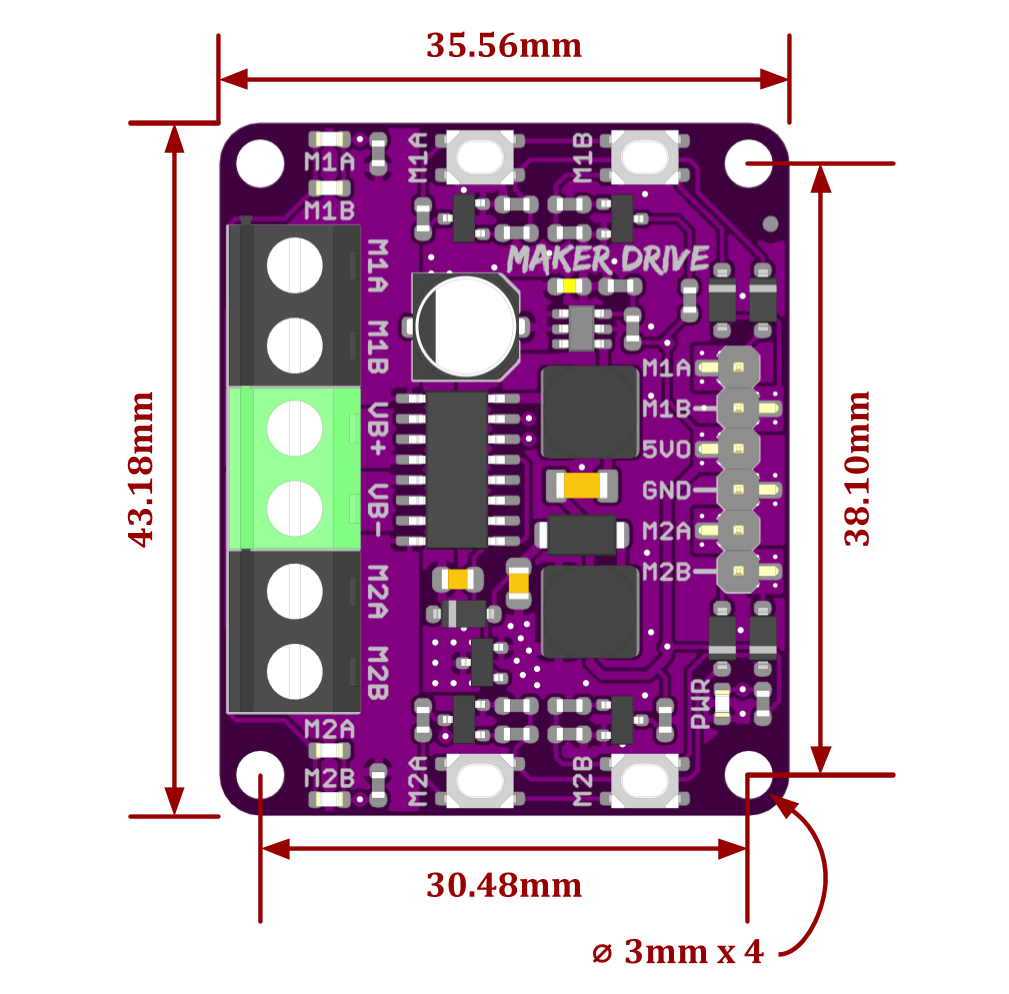 35.56mm
M1A
M1B
M1A
M1B
MAKER DRIVE
M1A
M1B
VB+
VB-
M2A
M2B
M1A
M1B
5VO
GND
M2A
M2B
43.18mm
38.10mm
PWR
M2A
M2B
M2A
M2B
30.48mm
⌀ 3mm x 4